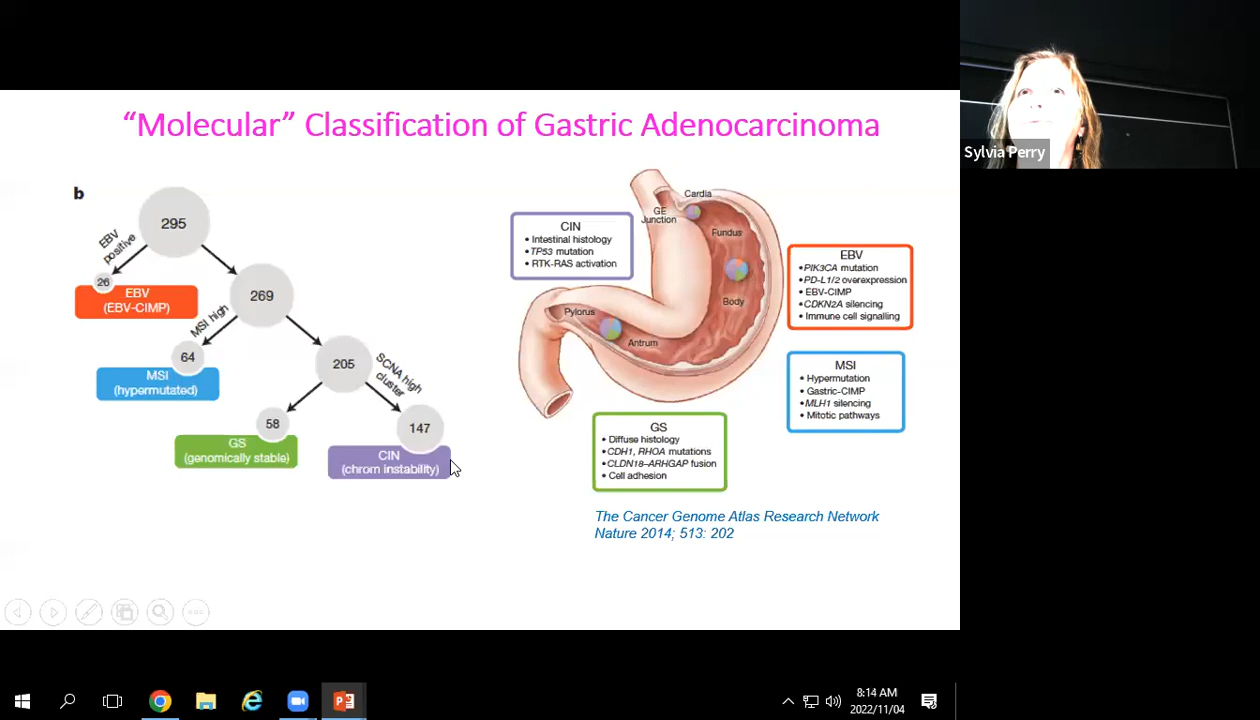 “Molecular” Classification of Gastric Adenocarcinoma
Sylvia Perry
b
295
EBV
positive
26
EBV
(EBV-CIMP)
269
MSI high
64
MSI
(hypermutated)
205
SCNA high
cluster
58
GS
(genomically stable)
147
CIN
(chrom instability)
CIN
• Intestinal histology
• TP53 mutation
• RTK-RAS activation
Cardia
GE
Junction
Fundus
Body
Pylorus
Antrum
EBV
• PIK3CA mutation
• PD-L1/2 overexpression
• EBV-CIMP
• CDKN2A silencing
• Immune cell signalling
MSI
• Hypermutation
• Gastric-CIMP
• MLH1 silencing
• Mitotic pathways
GS
• Diffuse histology
• CDH1, RHOA mutations
• CLDN18–ARHGAP fusion
• Cell adhesion
The Cancer Genome Atlas Research Network
Nature 2014; 513: 202
8:14 AM
2022/11/04